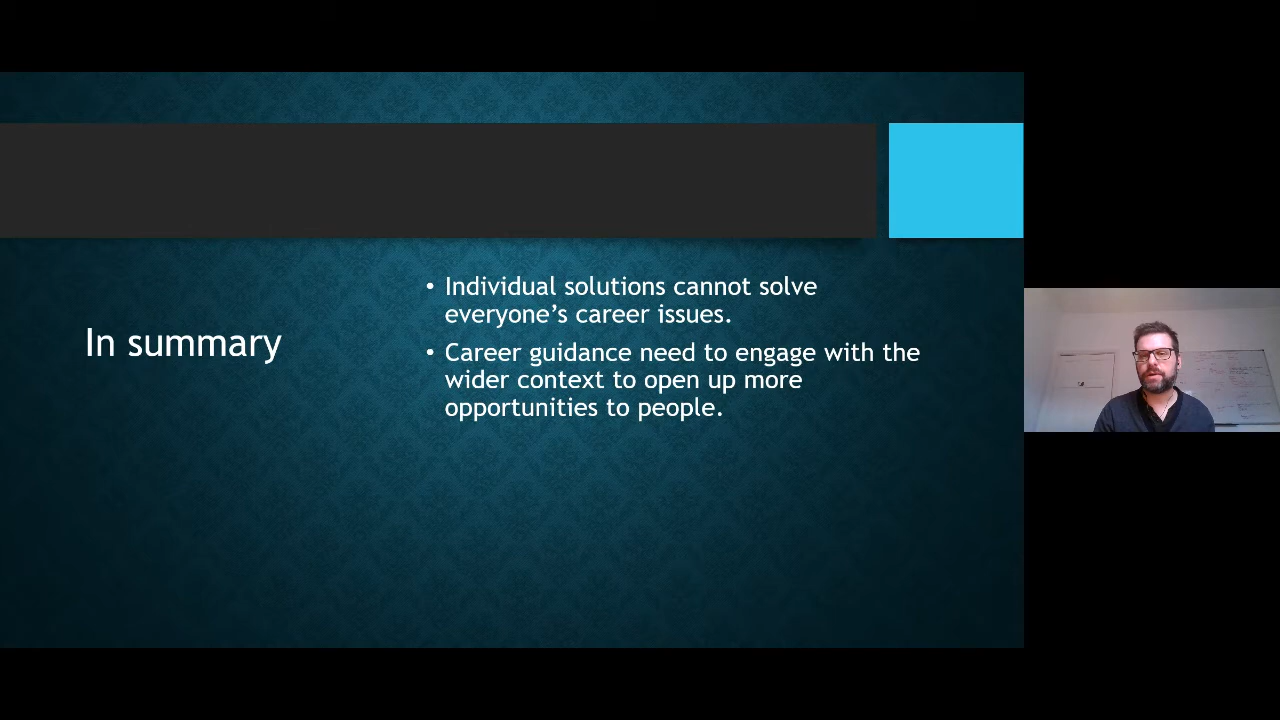 In summary
• Individual solutions cannot solve
everyone’s career issues.
• Career guidance need to engage with the
wider context to open up more
opportunities to people.